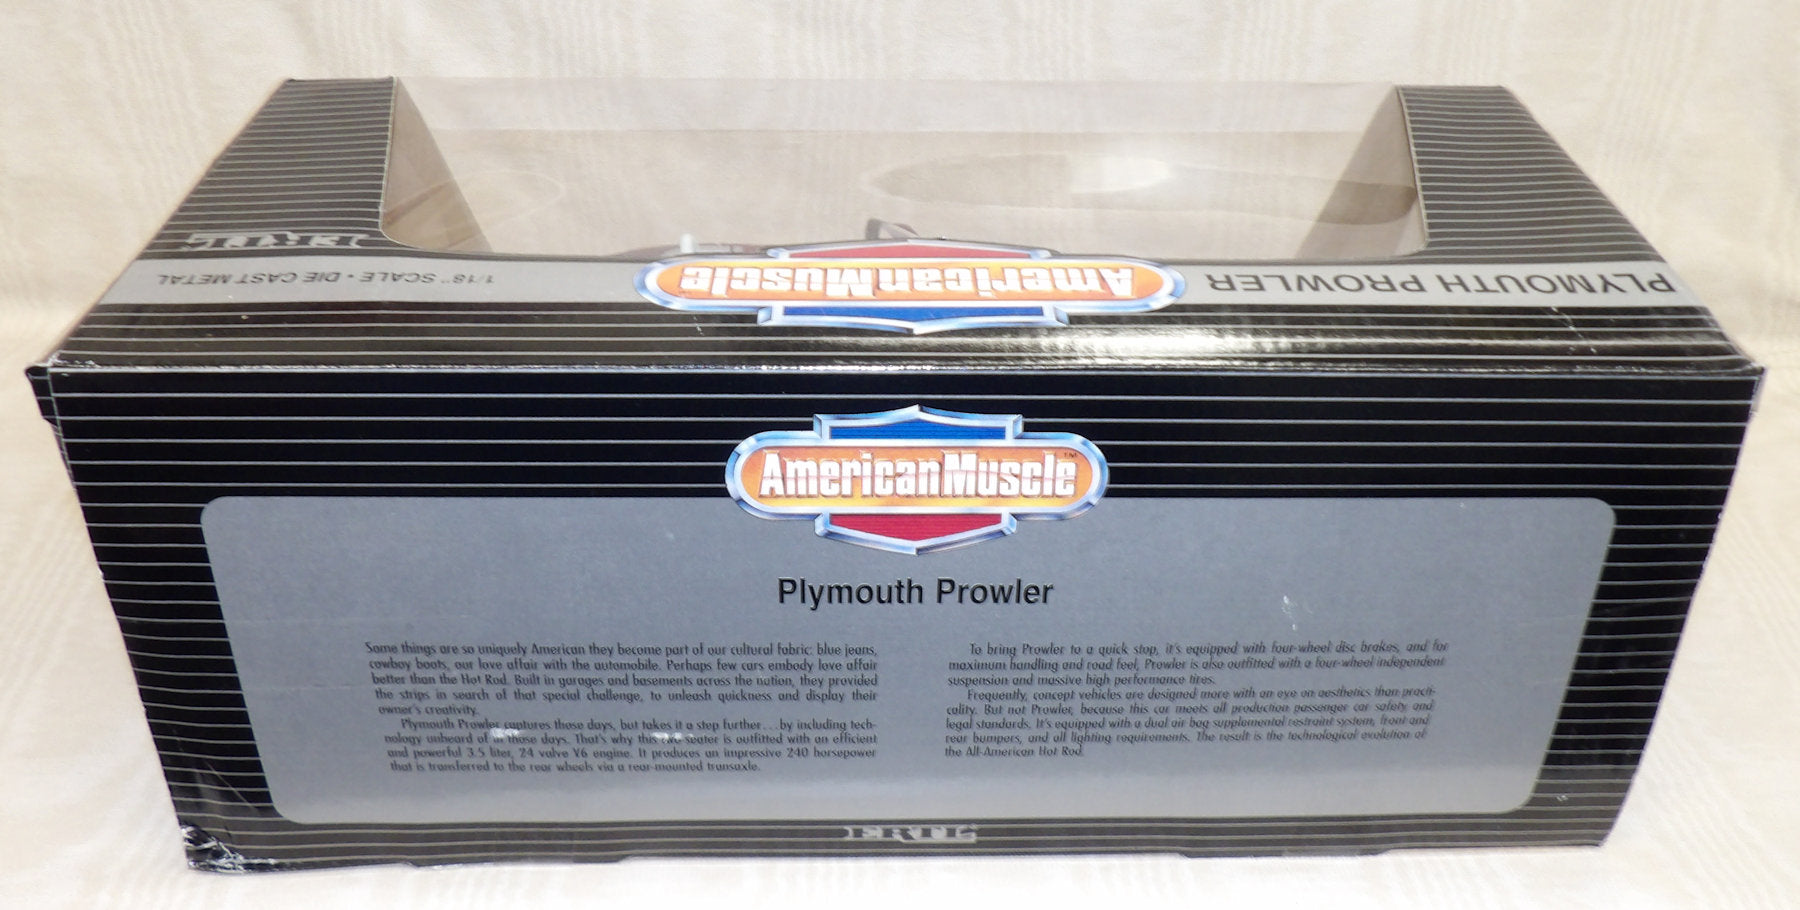 ERTL
1/18" SCALE • DIE CAST METAL
AmericanMuscle
PLYMOUTH PROWLER
AmericanMuscle™
Plymouth Prowler
Some things are so uniquely American they become part of our cultural fabric: blue jeans,
cowboy boots, our love affair with the automobile. Perhaps few cars embody love affair
better than the Hot Rod. Built in garages and basements across the nation, they provided
the strips in search of that special challenge, to unleash quickness and display their
owner's creativity.
Plymouth Prowler captures those days, but takes it a step further...by including tech-
nology unheard of in those days. That's why this two-seater is outfitted with an efficient
and powerful 3.5 liter, 24 valve V6 engine. It produces an impressive 240 horsepower
that is transferred to the rear wheels via a rear-mounted transaxle.
To bring Prowler to a quick stop, it's equipped with four-wheel disc brakes, and for
maximum handling and road feel, Prowler is also outfitted with a four-wheel independent
suspension and massive high performance tires.
Frequently, concept vehicles are designed more with an eye on aesthetics than practi-
cality. But not Prowler, because this car meets all production passenger car safety and
legal standards. It's equipped with a dual air bag supplemental restraint system, front and
rear bumpers, and all lighting requirements. The result is the technological evolution of
the All-American Hot Rod.
ERTL